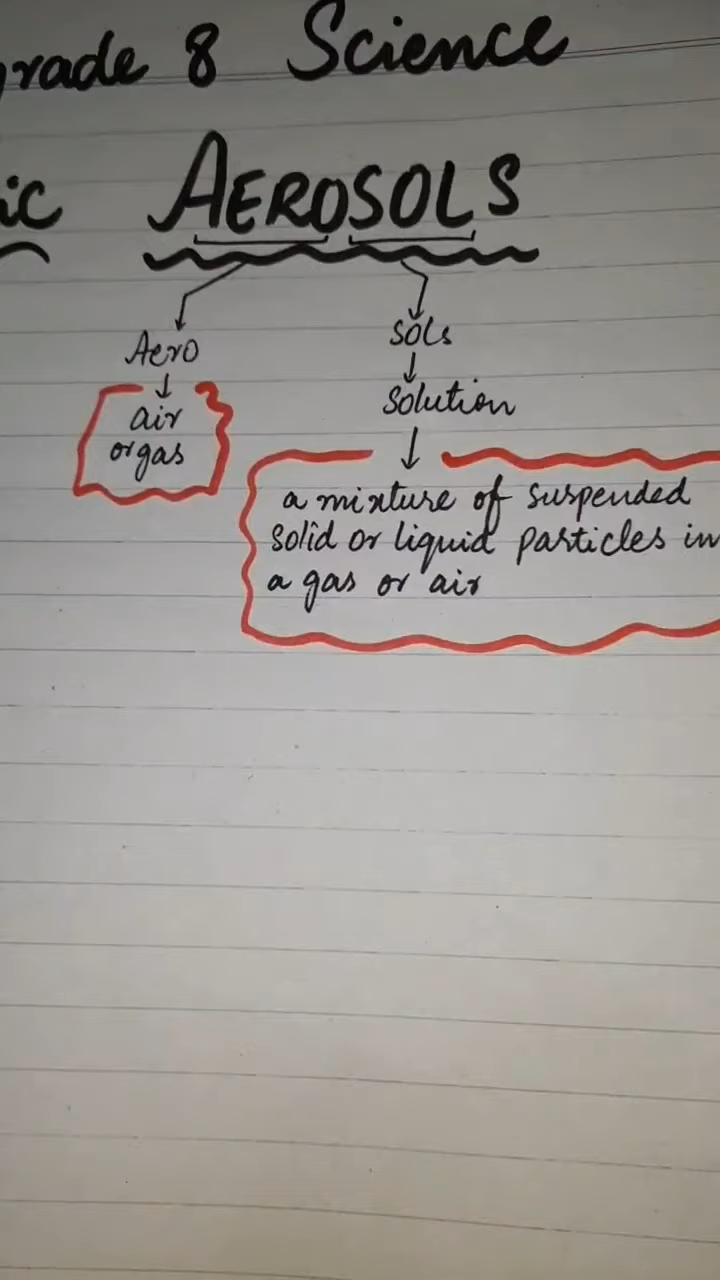 grade 8 Science
ic AEROSOLS
Aero
sols
air
or gas
solution
a mixture of suspended
solid or liquid particles in
a gas or air